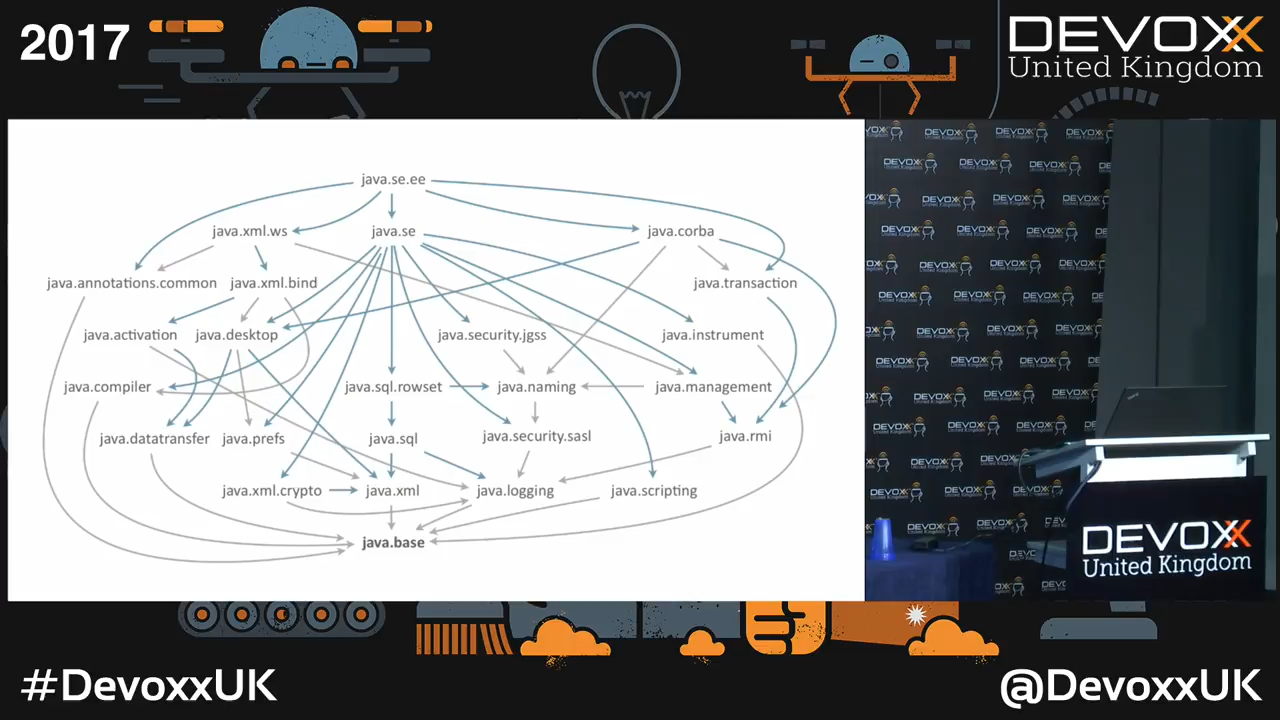 2017
DEVOXX
United Kingdom
java.se.ee
java.xml.ws
java.se
java.corba
java.annotations.common
java.xml.bind
java.transaction
java.activation
java.desktop
java.security.jgss
java.instrument
java.compiler
java.sql.rowset
java.naming
java.management
java.datatransfer
java.prefs
java.sql
java.security.sasl
java.rmi
java.xml.crypto
java.xml
java.logging
java.scripting
java.base
DEVOXX
United Kingdom
#DevoxxUK
@DevoxxUK